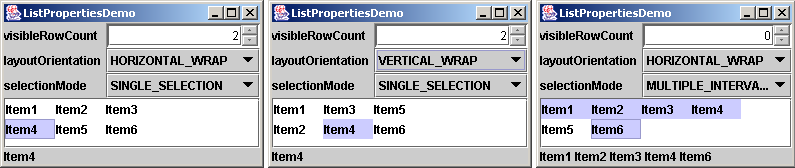 ListPropertiesDemo
visibleRowCount 2
layoutOrientation HORIZONTAL_WRAP
selectionMode SINGLE_SELECTION
Item1 Item2 Item3
Item4 Item5 Item6
Item4
ListPropertiesDemo
visibleRowCount 2
layoutOrientation VERTICAL_WRAP
selectionMode SINGLE_SELECTION
Item1 Item3 Item5
Item2 Item4 Item6
Item4
ListPropertiesDemo
visibleRowCount 0
layoutOrientation HORIZONTAL_WRAP
selectionMode MULTIPLE_INTERVA...
Item1 Item2 Item3 Item4
Item5 Item6
Item1 Item2 Item3 Item4 Item6